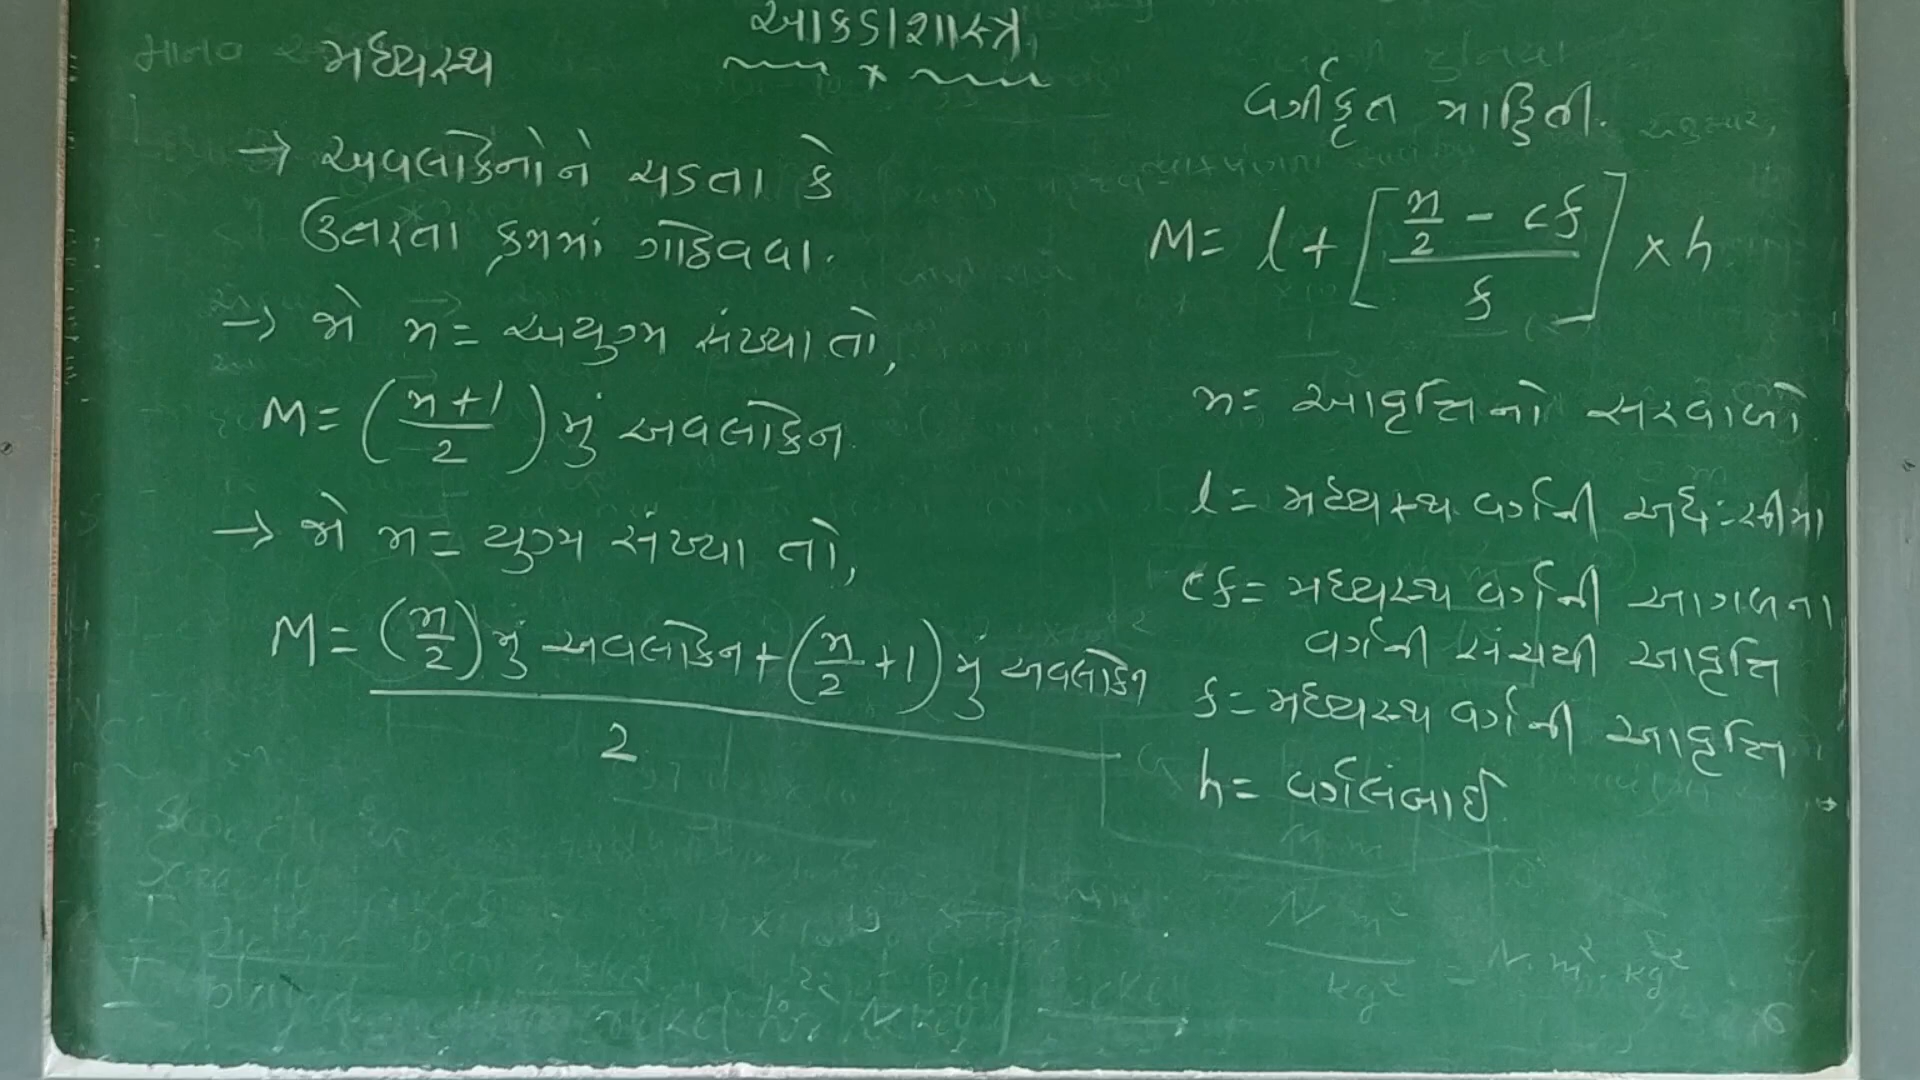 આંકડાશાસ્ત્ર
મધ્યસ્થ
→ અવલોકનોને ચડતા કે
ઉતરતા ક્રમમાં ગોઠવવા.
→ જો n = અયુગ્મ સંખ્યા તો,
M = (n+1/2) મું અવલોકન
→ જો n = યુગ્મ સંખ્યા તો,
M = (n/2) મું અવલોકન + (n/2 + 1) મું અવલોકન
2
વર્ગીકૃત માહિતી.
M = l + [n/2 - cf / f] × h
n = આવૃત્તિનો સરવાળો
l = મધ્યસ્થ વર્ગની અધઃસીમા
cf = મધ્યસ્થ વર્ગની આગળના
વર્ગની સંચયી આવૃત્તિ
f = મધ્યસ્થ વર્ગની આવૃત્તિ
h = વર્ગલંબાઈ